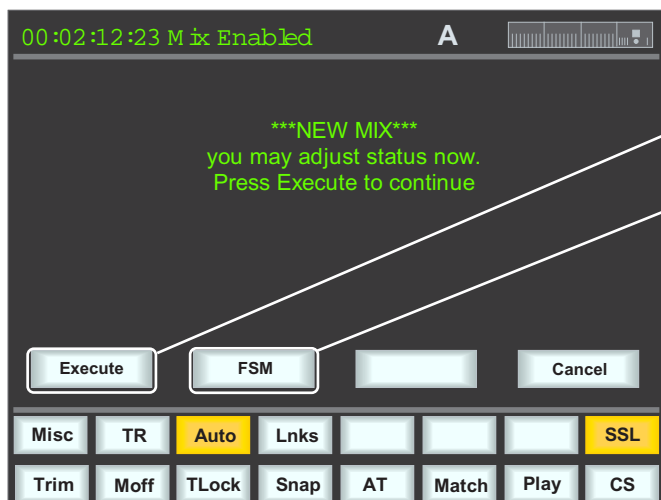 00:02:12:23 Mix Enabled A
***NEW MIX***
you may adjust status now.
Press Execute to continue
Execute FSM Cancel
Misc TR Auto Lnks SSL
Trim Moff TLock Snap AT Match Play CS